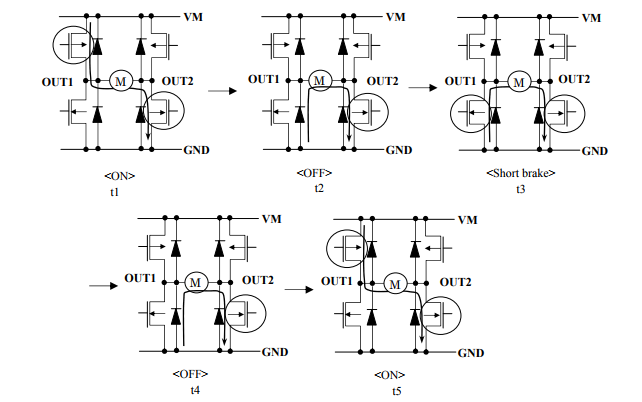 VM
M
OUT1
OUT2
GND
<ON>
t1
VM
M
OUT1
OUT2
GND
<OFF>
t2
VM
M
OUT1
OUT2
GND
<Short brake>
t3
VM
M
OUT1
OUT2
GND
<OFF>
t4
VM
M
OUT1
OUT2
GND
<ON>
t5